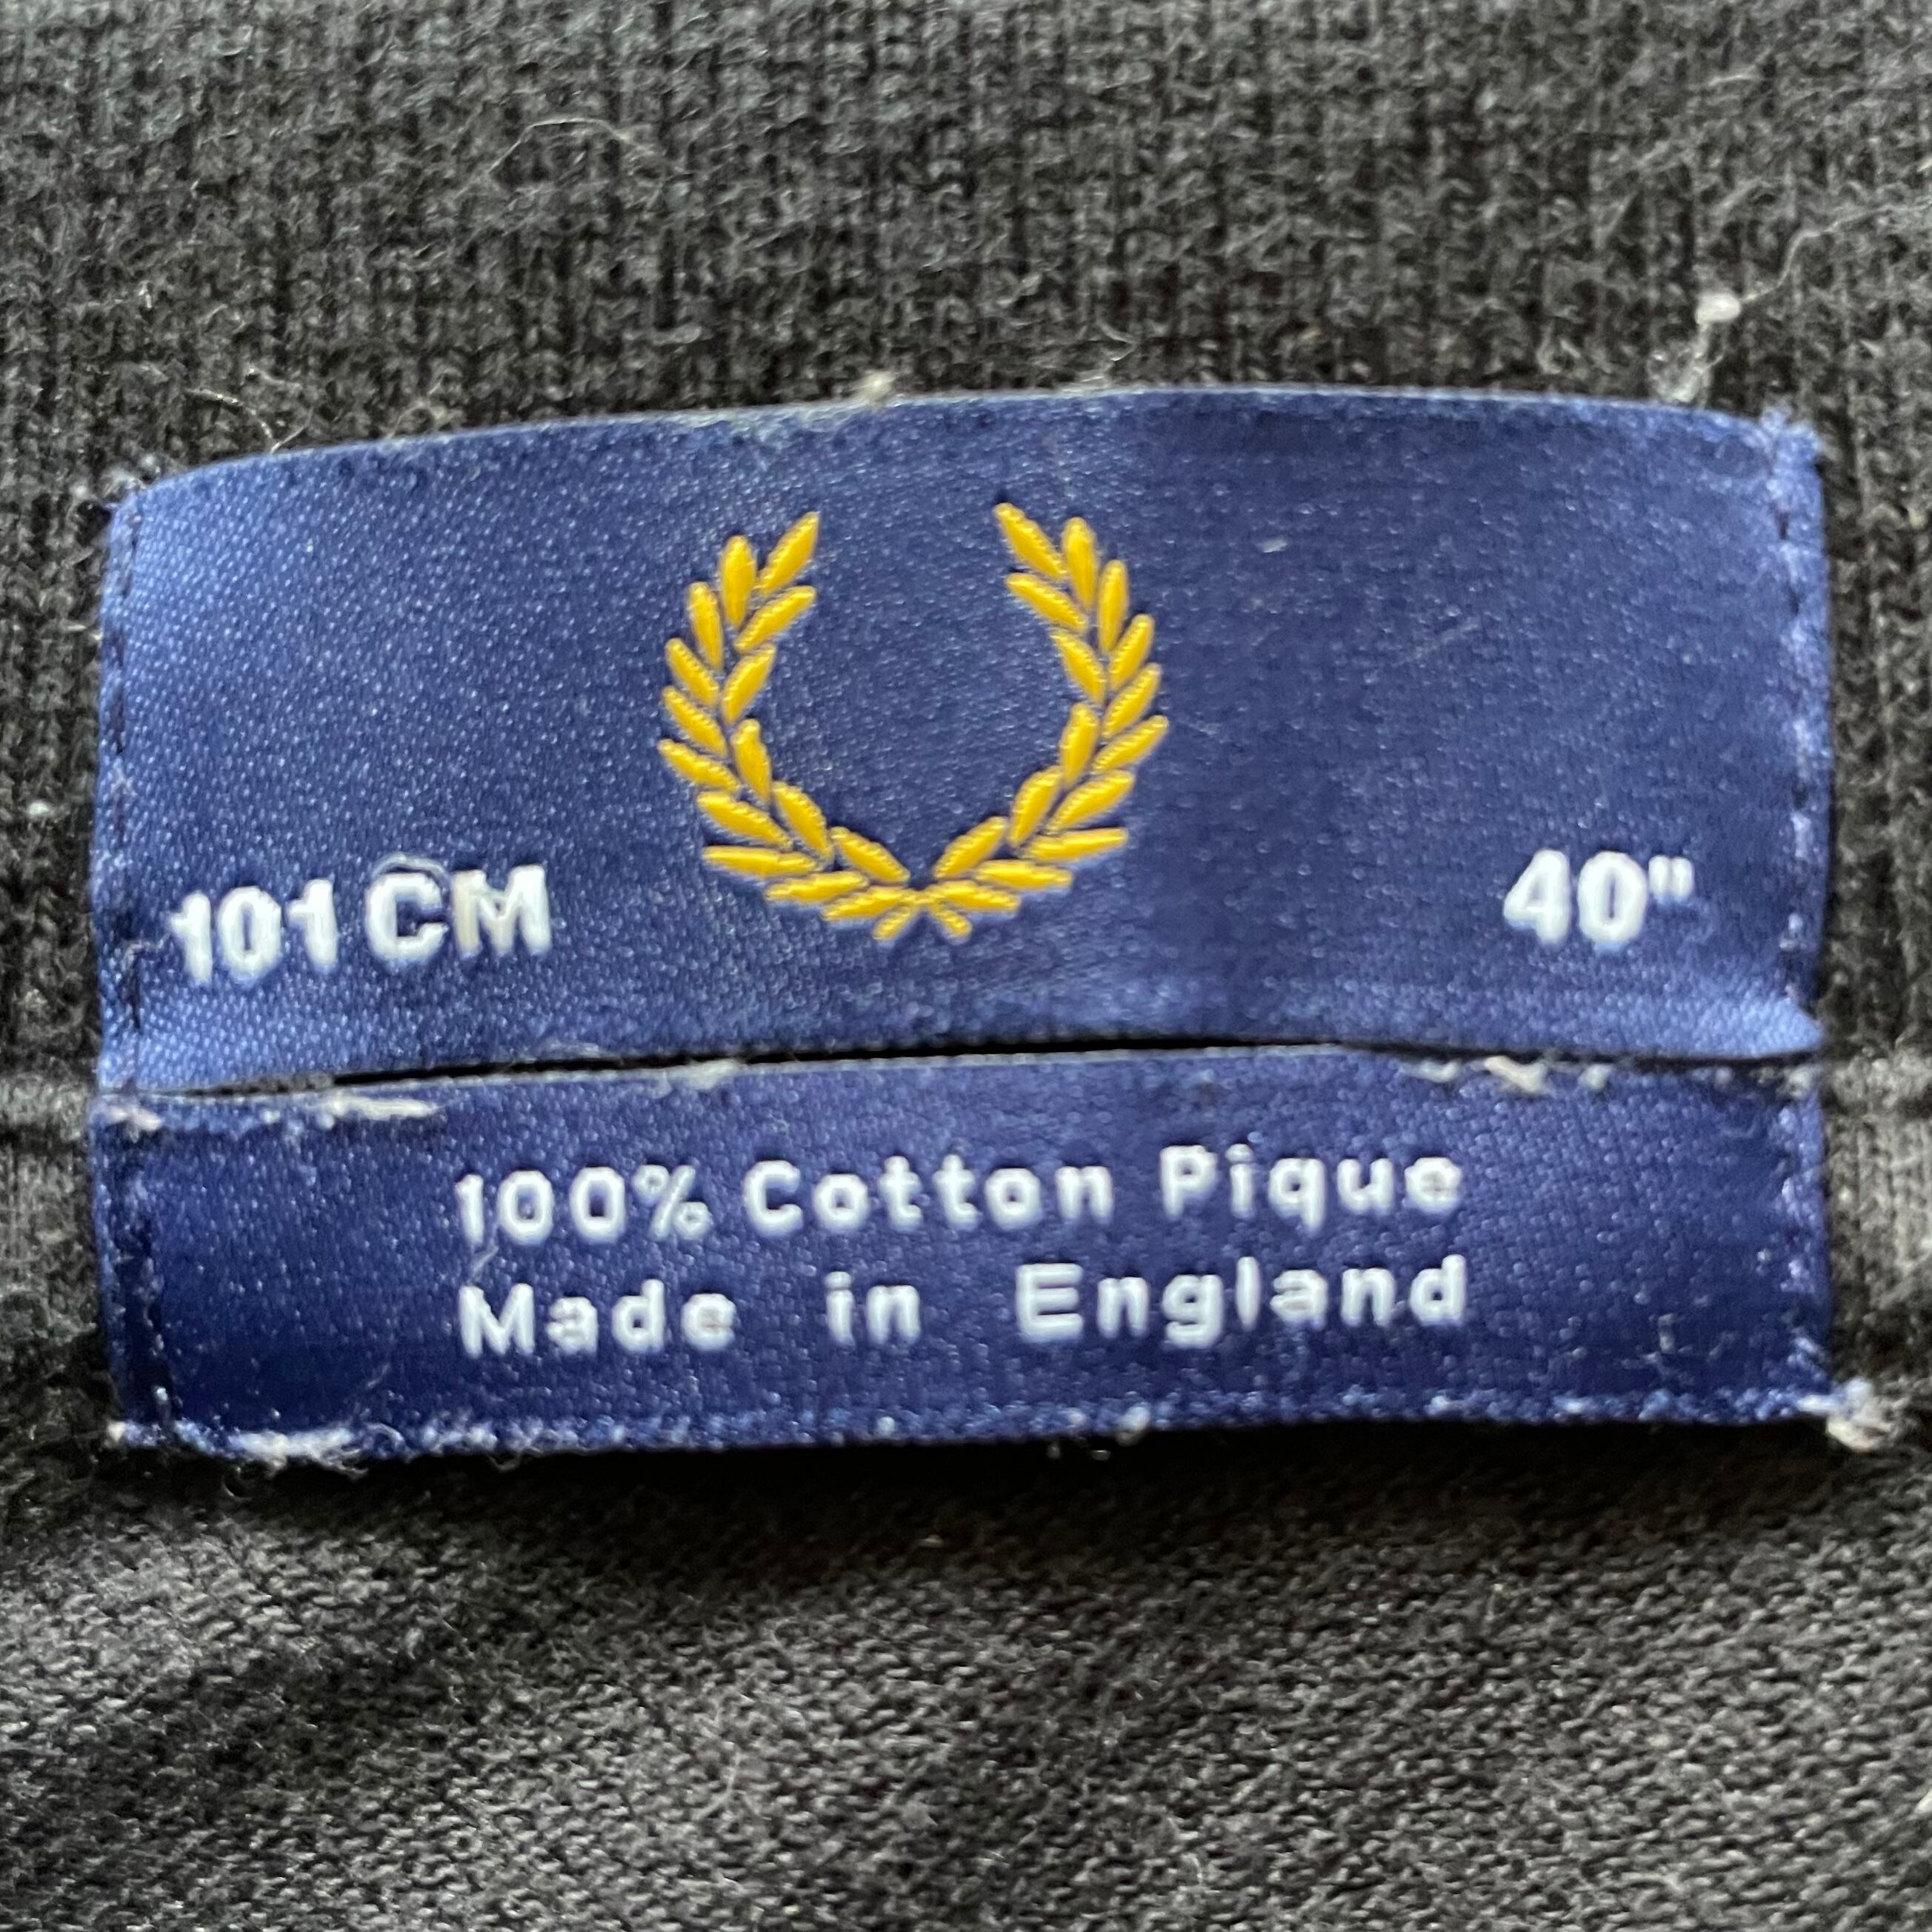 101 CM 40"
100% Cotton Pique
Made in England